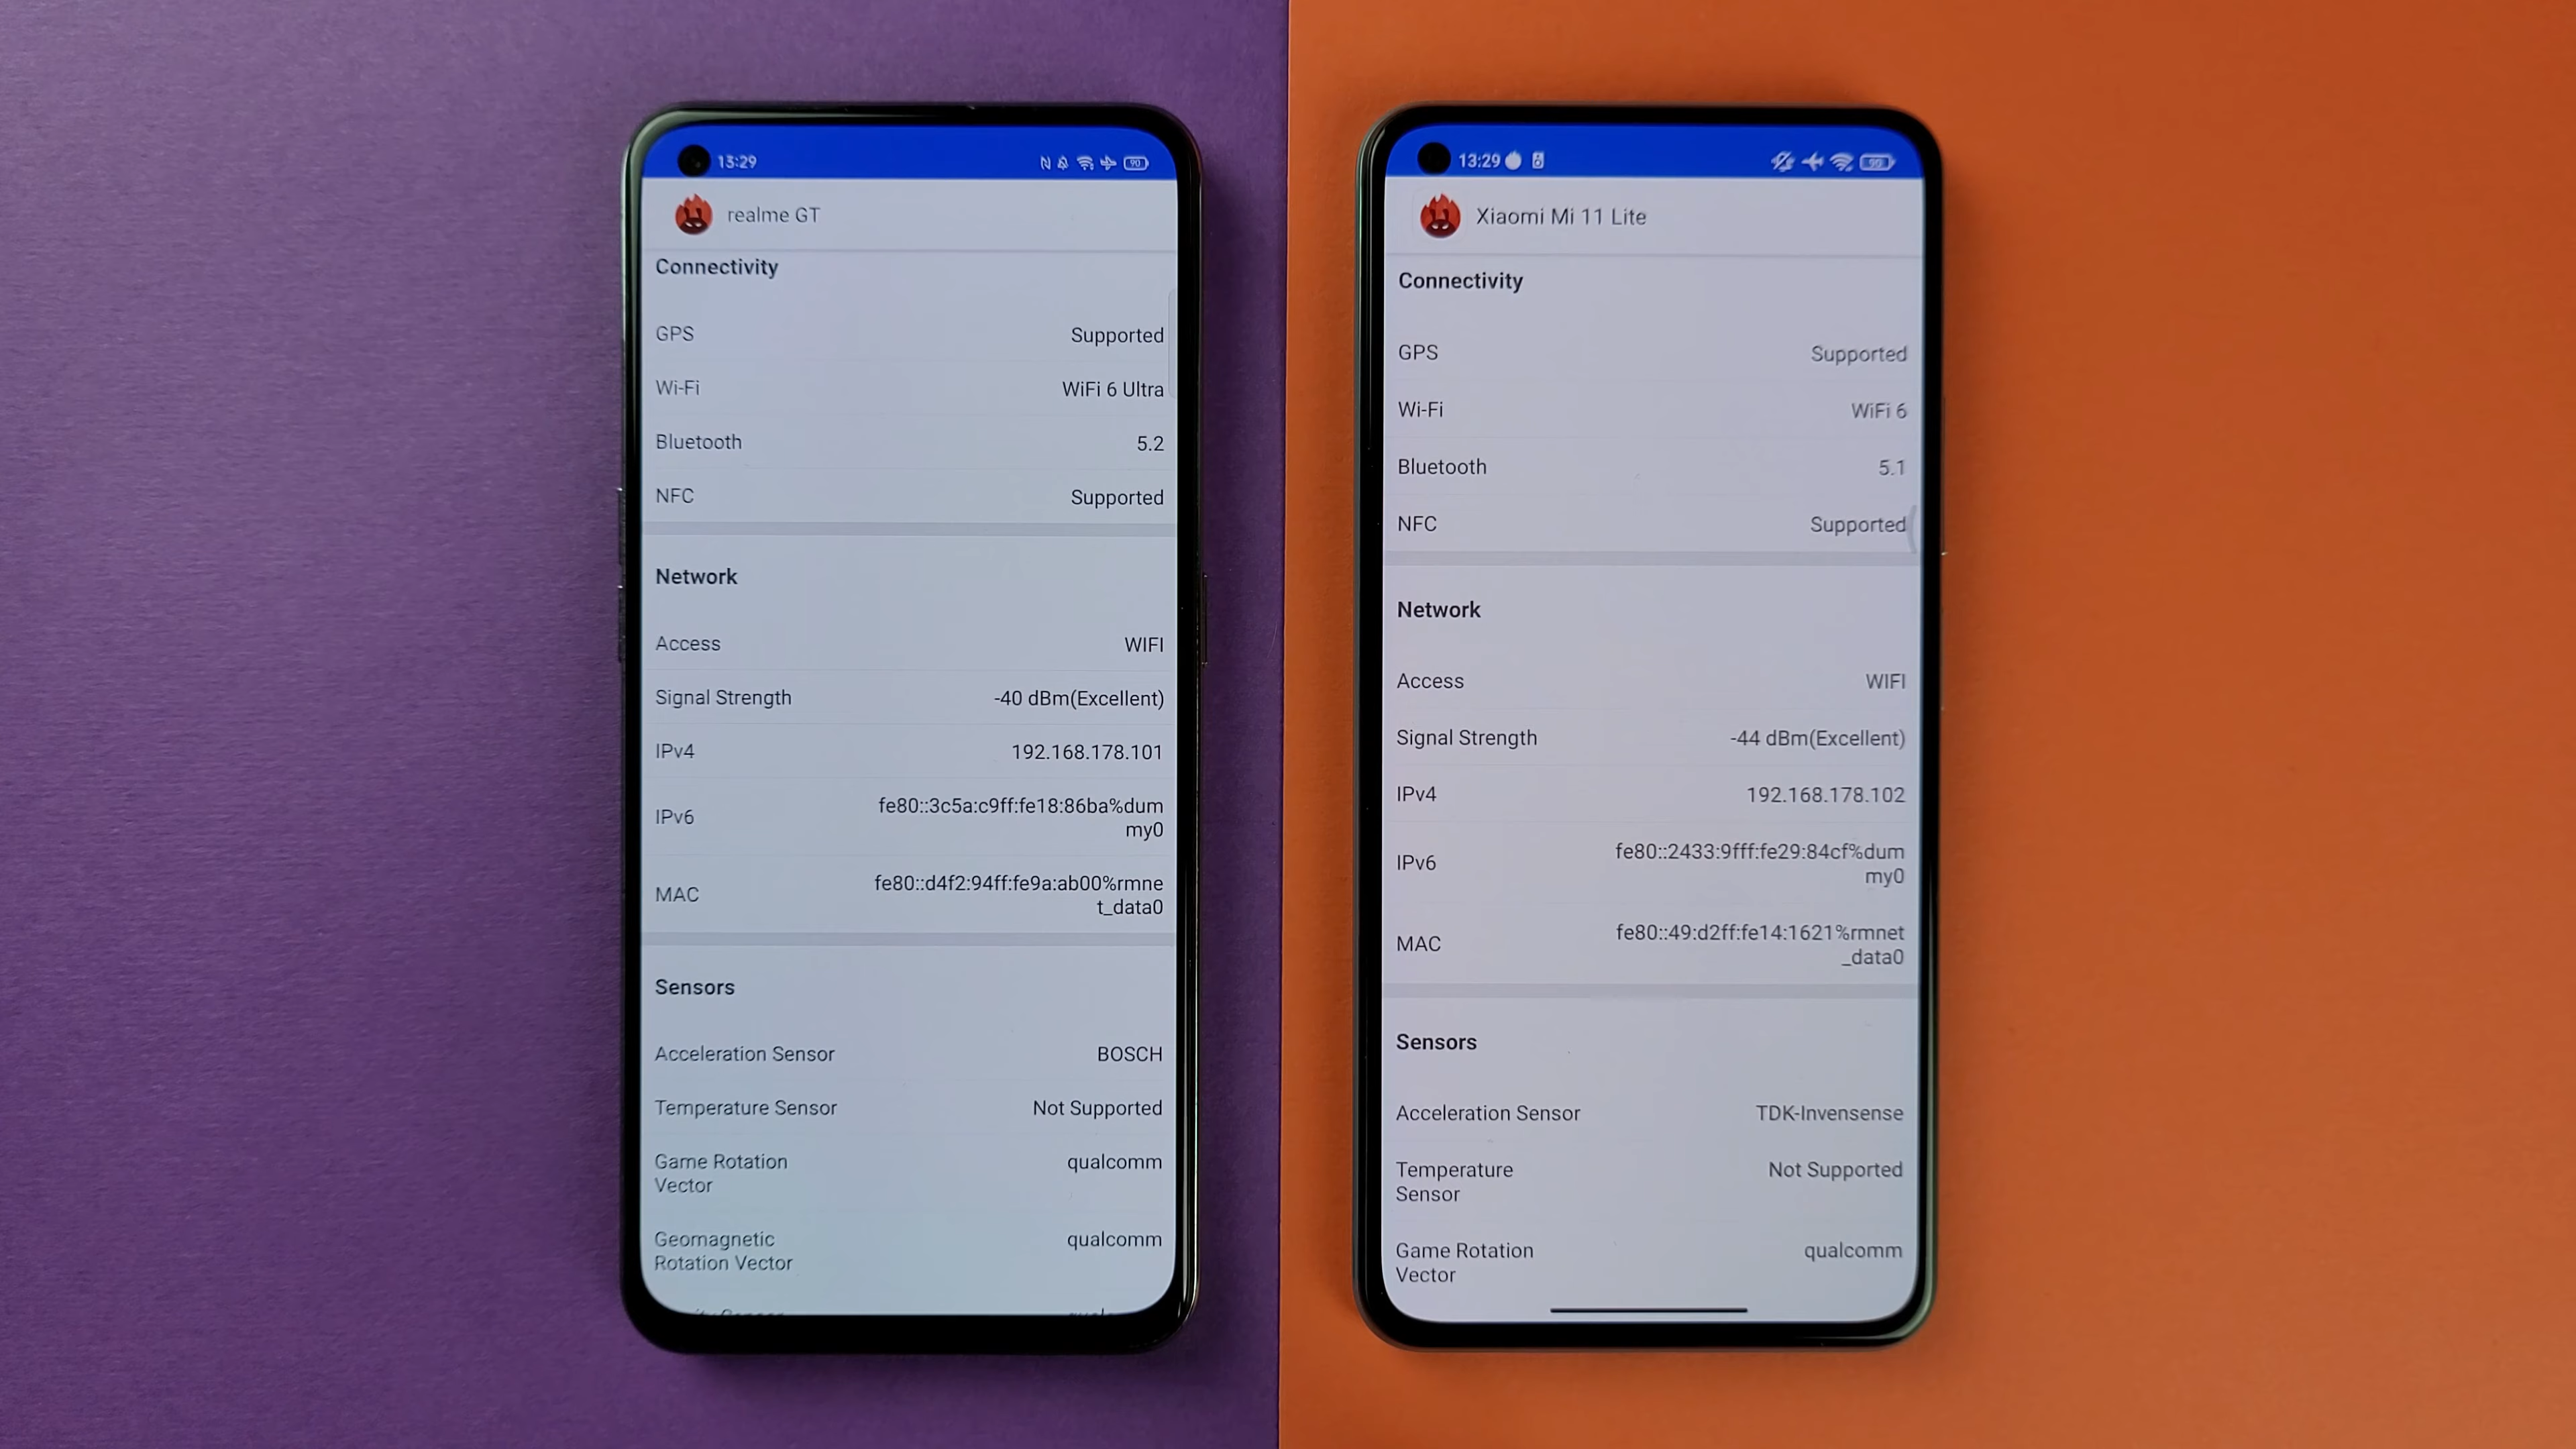 13:29
90
realme GT
Connectivity
GPS Supported
Wi-Fi WiFi 6 Ultra
Bluetooth 5.2
NFC Supported
Network
Access WIFI
Signal Strength -40 dBm(Excellent)
IPv4 192.168.178.101
IPv6 fe80::3c5a:c9ff:fe18:86ba%dum
my0
MAC fe80::d4f2:94ff:fe9a:ab00%rmne
t_data0
Sensors
Acceleration Sensor BOSCH
Temperature Sensor Not Supported
Game Rotation qualcomm
Vector
Geomagnetic qualcomm
Rotation Vector
13:29
90
Xiaomi Mi 11 Lite
Connectivity
GPS Supported
Wi-Fi WiFi 6
Bluetooth 5.1
NFC Supported
Network
Access WIFI
Signal Strength -44 dBm(Excellent)
IPv4 192.168.178.102
IPv6 fe80::2433:9fff:fe29:84cf%dum
my0
MAC fe80::49:d2ff:fe14:1621%rmnet
_data0
Sensors
Acceleration Sensor TDK-Invensense
Temperature Not Supported
Sensor
Game Rotation qualcomm
Vector